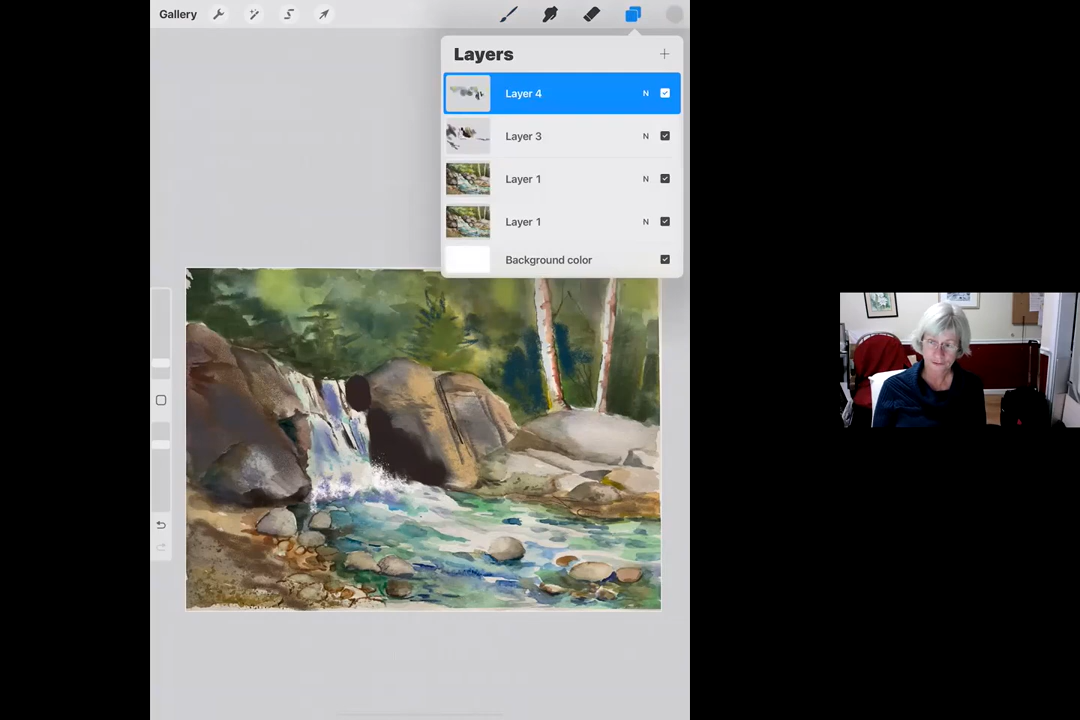 Gallery
Layers
Layer 4 N
Layer 3 N
Layer 1 N
Layer 1 N
Background color